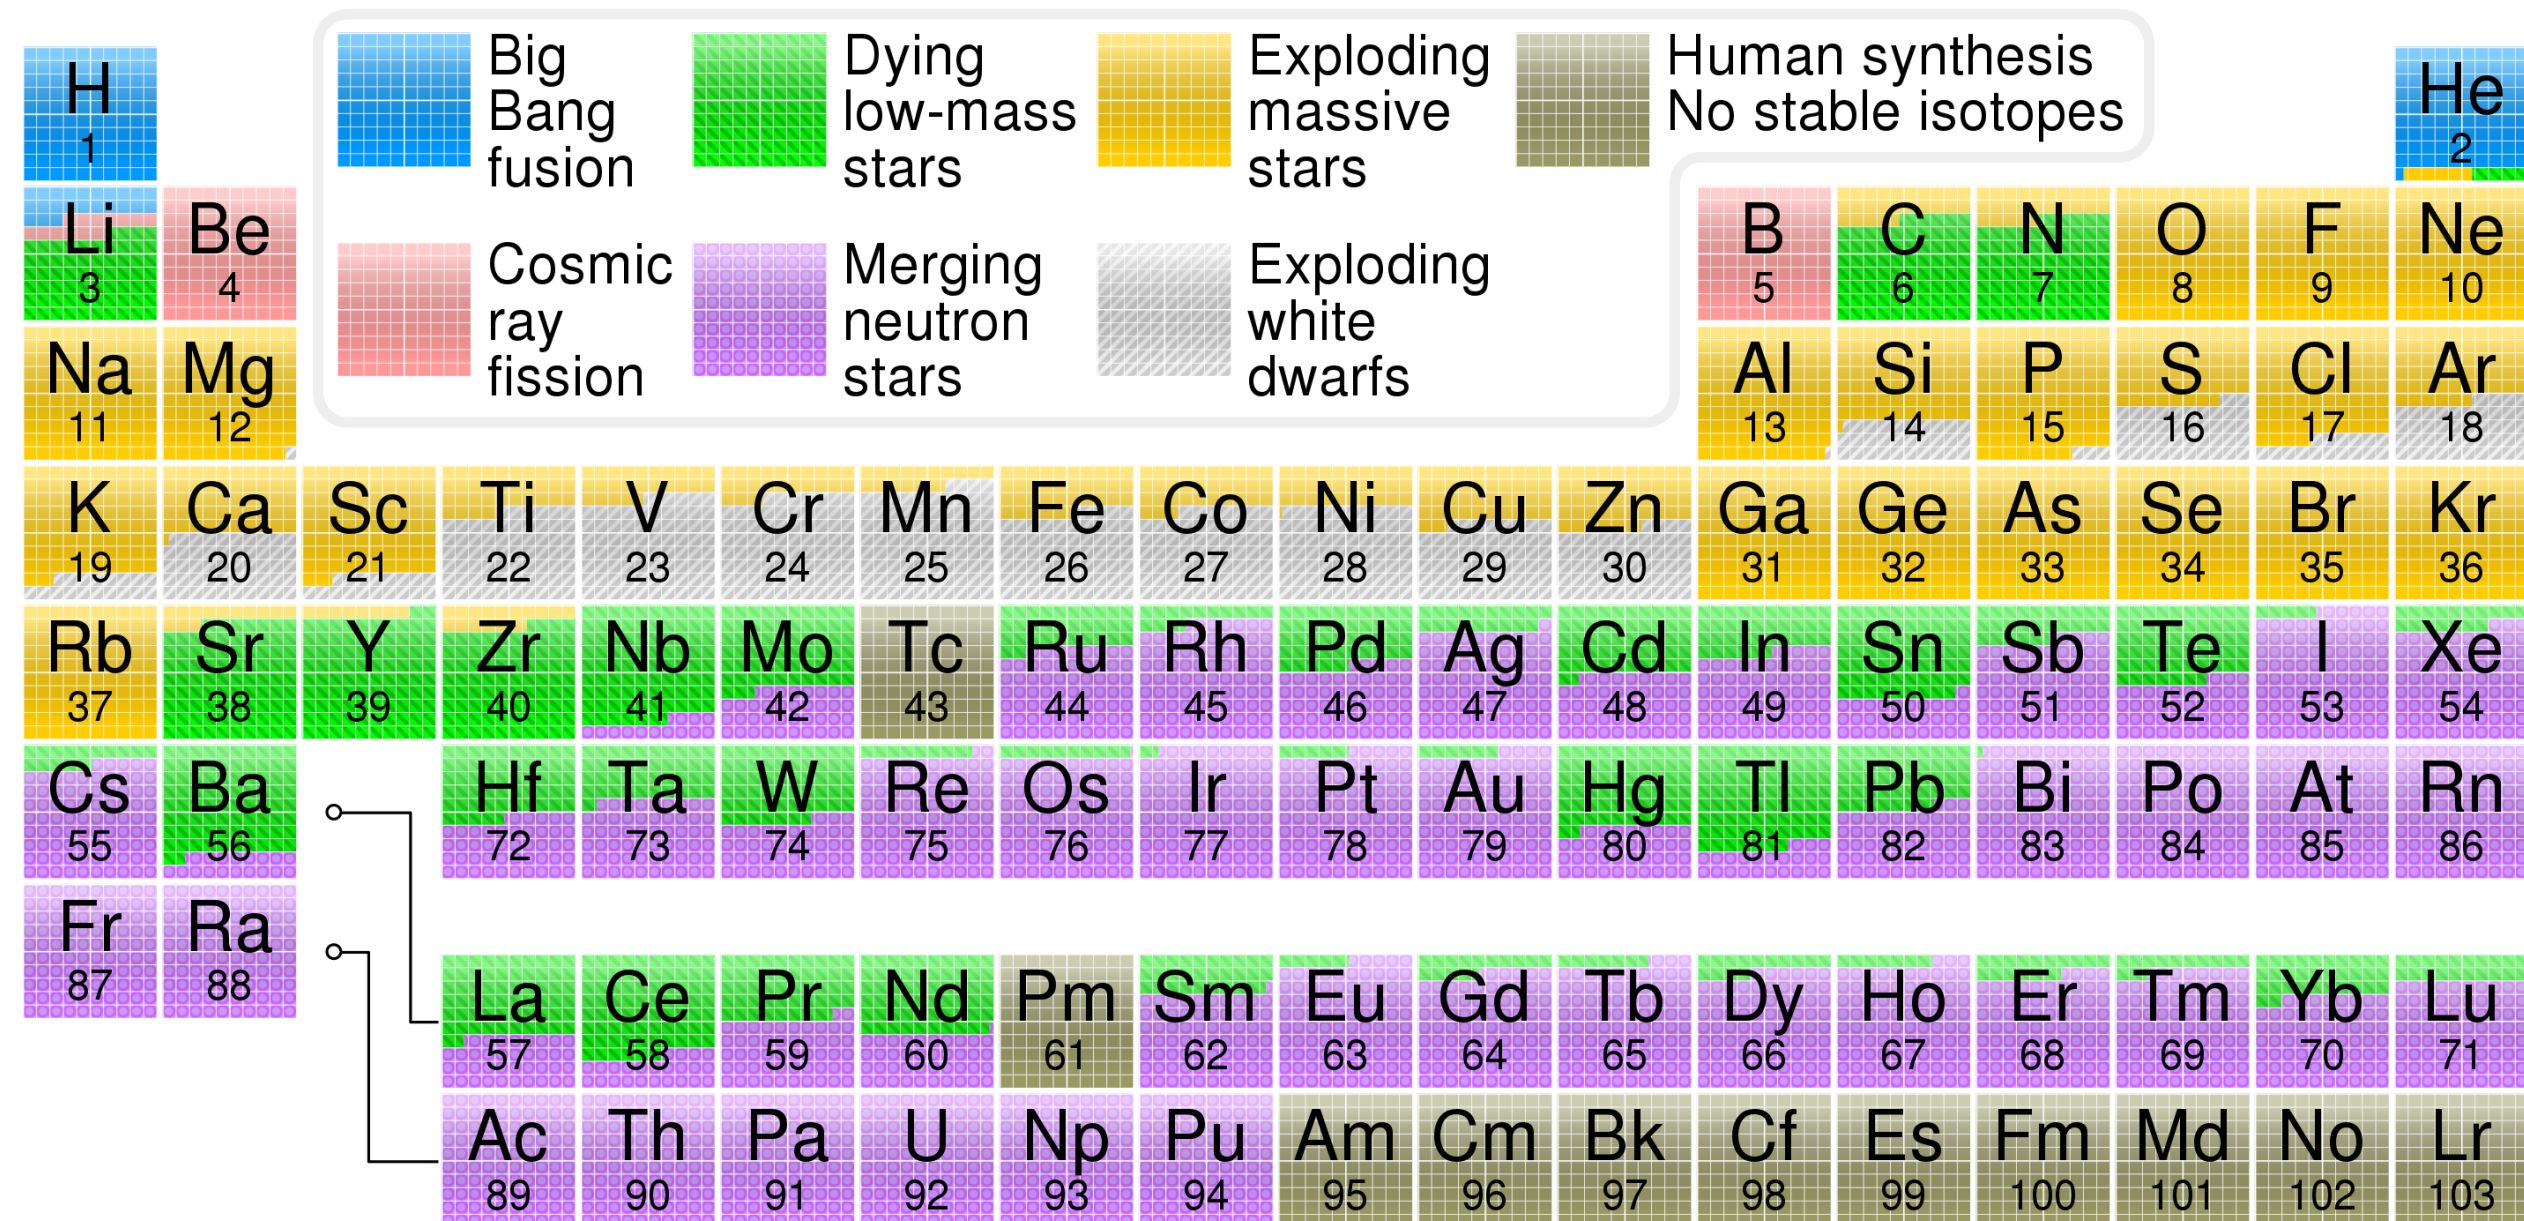 Big Bang fusion
Dying low-mass stars
Exploding massive stars
Human synthesis
No stable isotopes
Cosmic ray fission
Merging neutron stars
Exploding white dwarfs
H He
1 2
Li Be B C N O F Ne
3 4 5 6 7 8 9 10
Na Mg Al Si P S Cl Ar
11 12 13 14 15 16 17 18
K Ca Sc Ti V Cr Mn Fe Co Ni Cu Zn Ga Ge As Se Br Kr
19 20 21 22 23 24 25 26 27 28 29 30 31 32 33 34 35 36
Rb Sr Y Zr Nb Mo Tc Ru Rh Pd Ag Cd In Sn Sb Te I Xe
37 38 39 40 41 42 43 44 45 46 47 48 49 50 51 52 53 54
Cs Ba Hf Ta W Re Os Ir Pt Au Hg Tl Pb Bi Po At Rn
55 56 72 73 74 75 76 77 78 79 80 81 82 83 84 85 86
Fr Ra
87 88
La Ce Pr Nd Pm Sm Eu Gd Tb Dy Ho Er Tm Yb Lu
57 58 59 60 61 62 63 64 65 66 67 68 69 70 71
Ac Th Pa U Np Pu Am Cm Bk Cf Es Fm Md No Lr
89 90 91 92 93 94 95 96 97 98 99 100 101 102 103